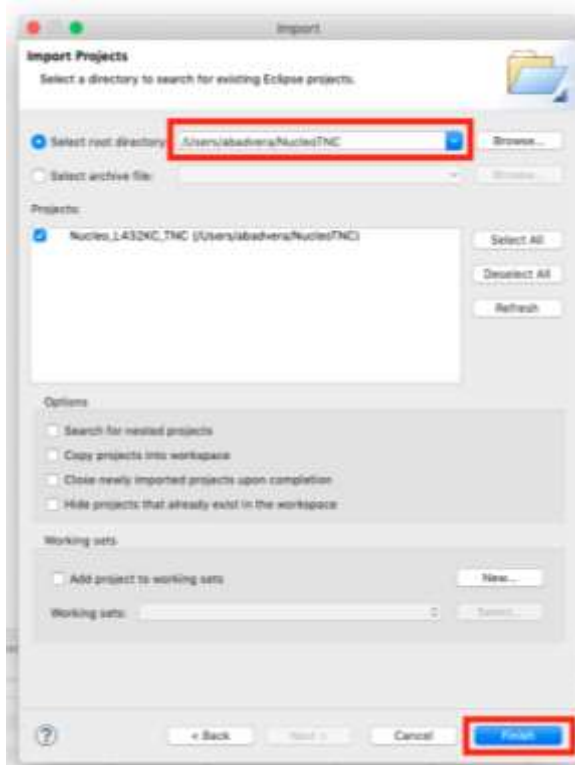 Import
Import Projects
Select a directory to search for existing Eclipse projects.
Select root directory: /Users/abadvera/NucleoTNC Browse...
Select archive file: Browse...
Projects:
Nucleo_L432KC_TNC (/Users/abadvera/NucleoTNC)
Select All
Deselect All
Refresh
Options
Search for nested projects
Copy projects into workspace
Close newly imported projects upon completion
Hide projects that already exist in the workspace
Working sets
Add project to working sets New...
Working sets: Select...
? < Back Next > Cancel Finish